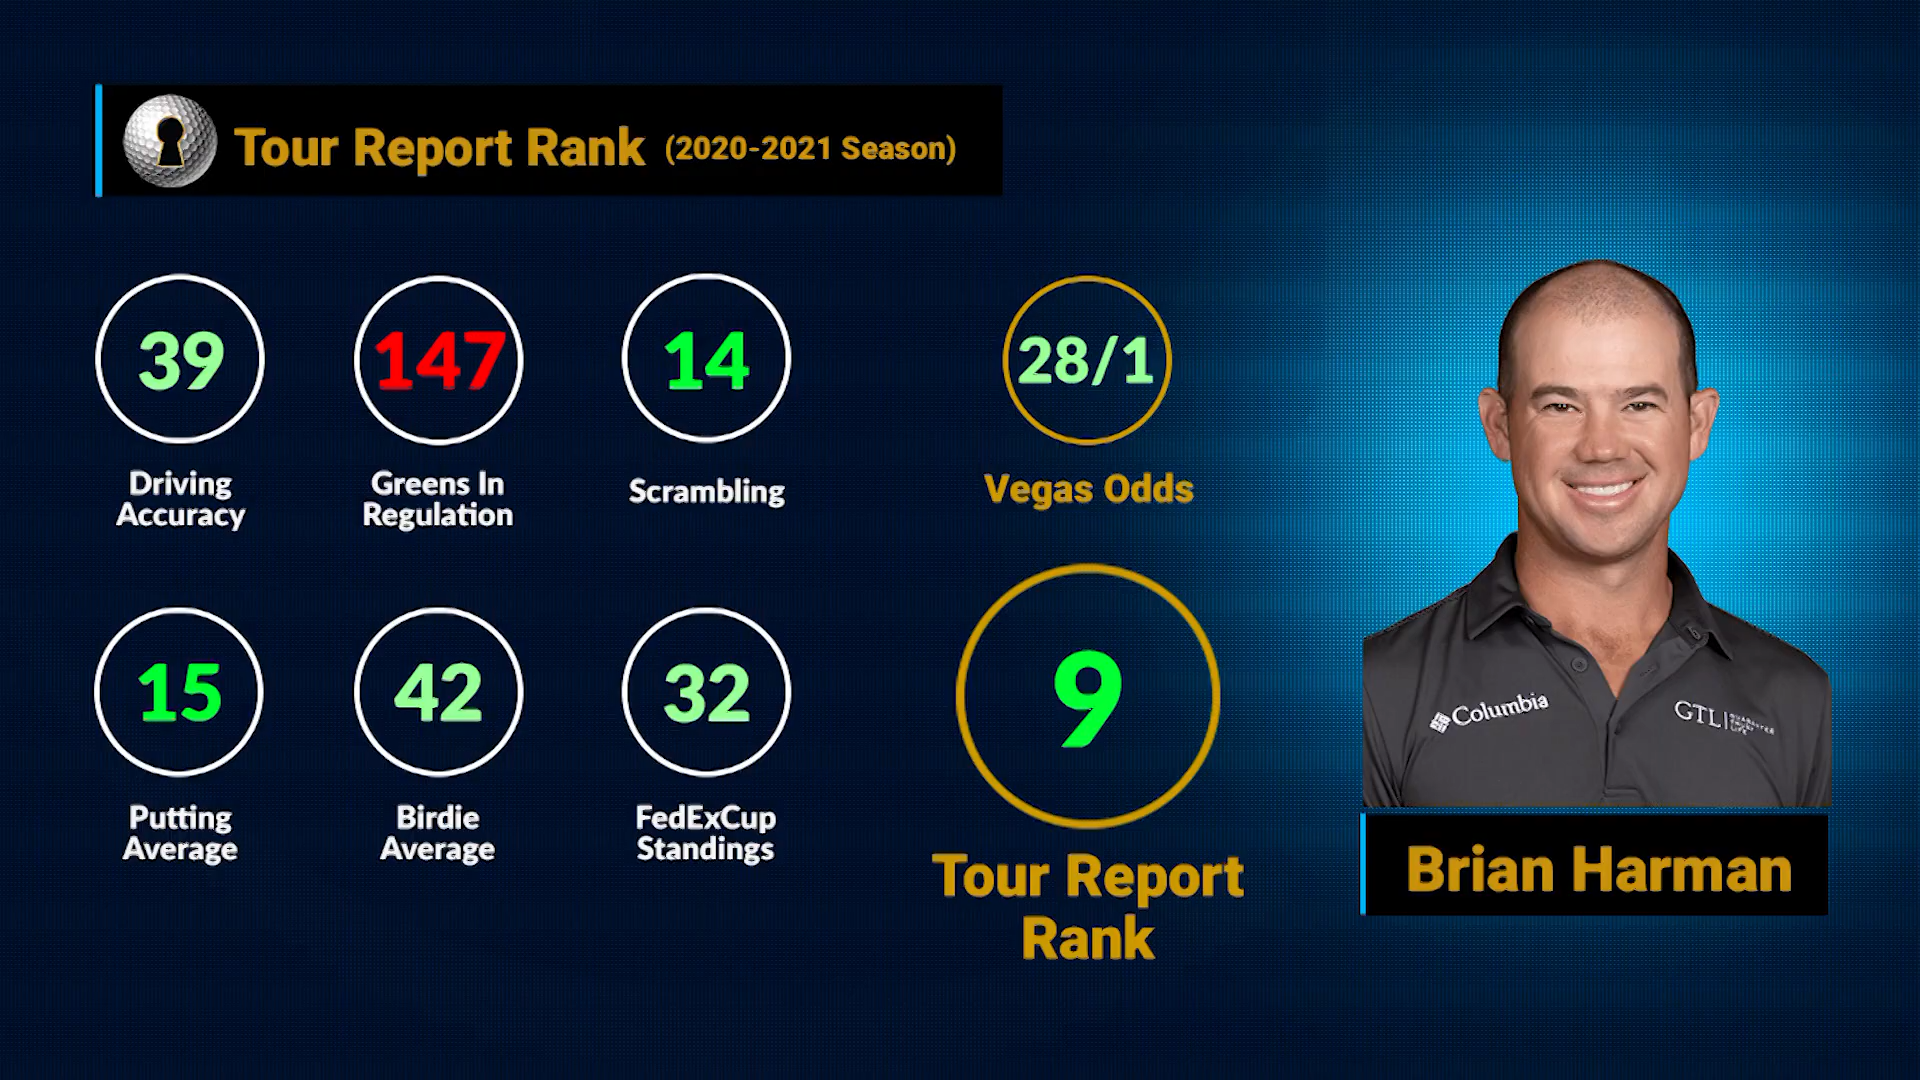 Tour Report Rank (2020-2021 Season)
39
147
14
28/1
Driving
Accuracy
Greens In
Regulation
Scrambling
Vegas Odds
15
42
32
9
Putting
Average
Birdie
Average
FedExCup
Standings
Tour Report
Rank
Columbia
GTL
Brian Harman